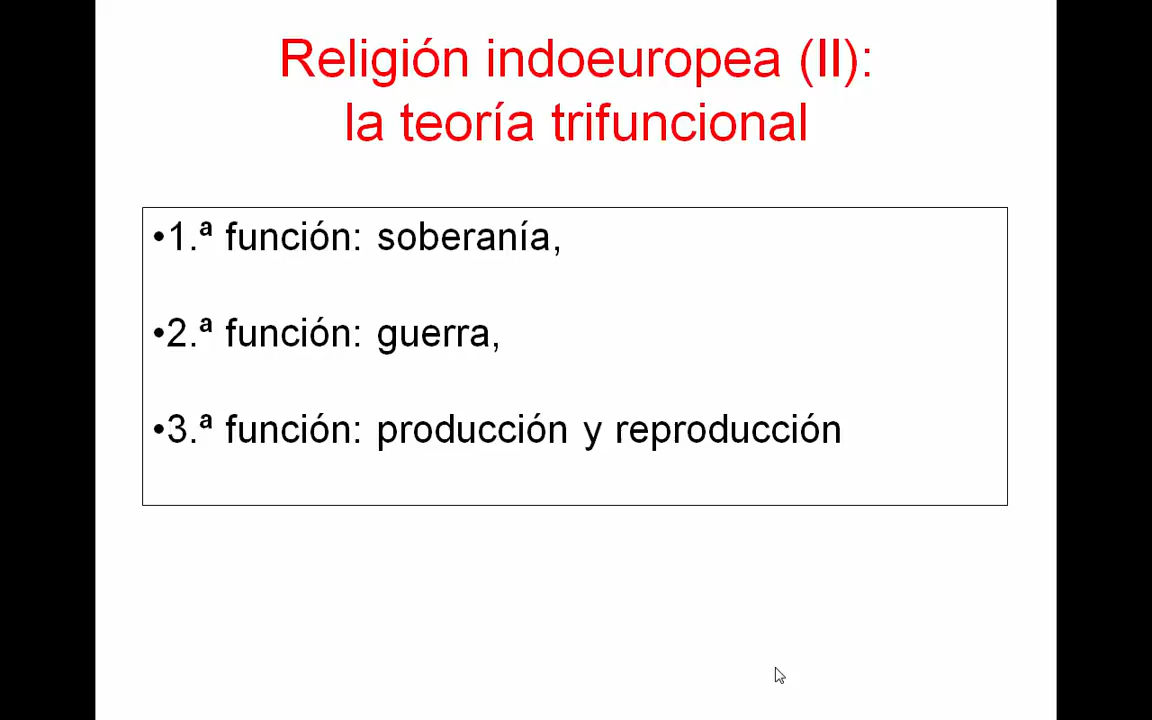 Religión indoeuropea (II):
la teoría trifuncional
•1.ª función: soberanía,
•2.ª función: guerra,
•3.ª función: producción y reproducción